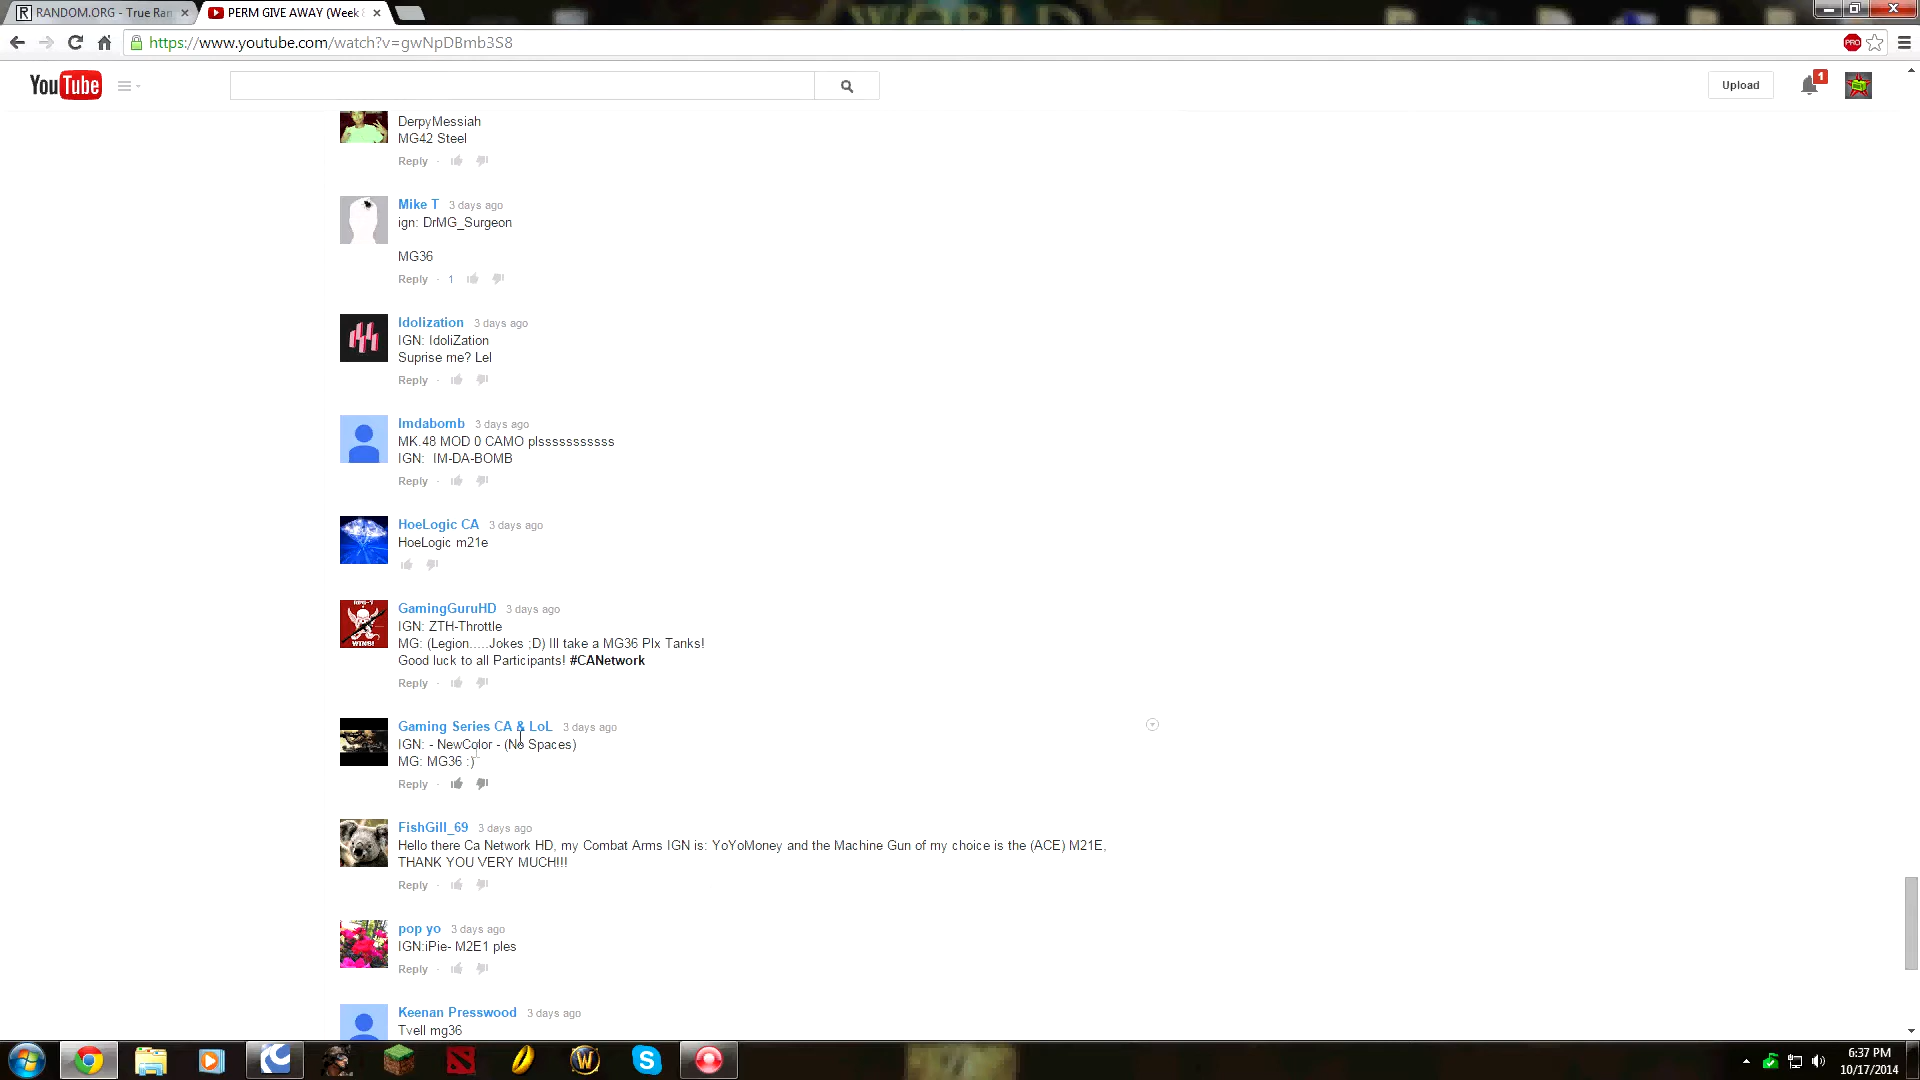 RANDOM.ORG - True Ran
PERM GIVE AWAY (Week
https://www.youtube.com/watch?v=gwNpDBmb3S8
PRO
YouTube
Upload
1
DerpyMessiah
MG42 Steel
Reply
Mike T 3 days ago
ign: DrMG_Surgeon
MG36
Reply · 1
Idolization 3 days ago
IGN: IdoliZation
Suprise me? Lel
Reply
Imdabomb 3 days ago
MK.48 MOD 0 CAMO plsssssssssss
IGN: IM-DA-BOMB
Reply
HoeLogic CA 3 days ago
HoeLogic m21e
GamingGuruHD 3 days ago
WINS!
IGN: ZTH-Throttle
MG: (Legion.....Jokes ;D) Ill take a MG36 Plx Tanks!
Good luck to all Participants! #CANetwork
Reply
Gaming Series CA & LoL 3 days ago
IGN: - NewColor - (No Spaces)
MG: MG36 :)
Reply
FishGill_69 3 days ago
Hello there Ca Network HD, my Combat Arms IGN is: YoYoMoney and the Machine Gun of my choice is the (ACE) M21E,
THANK YOU VERY MUCH!!!
Reply
pop yo 3 days ago
IGN:iPie- M2E1 ples
Reply
Keenan Presswood 3 days ago
Tvell mg36
6:37 PM
10/17/2014